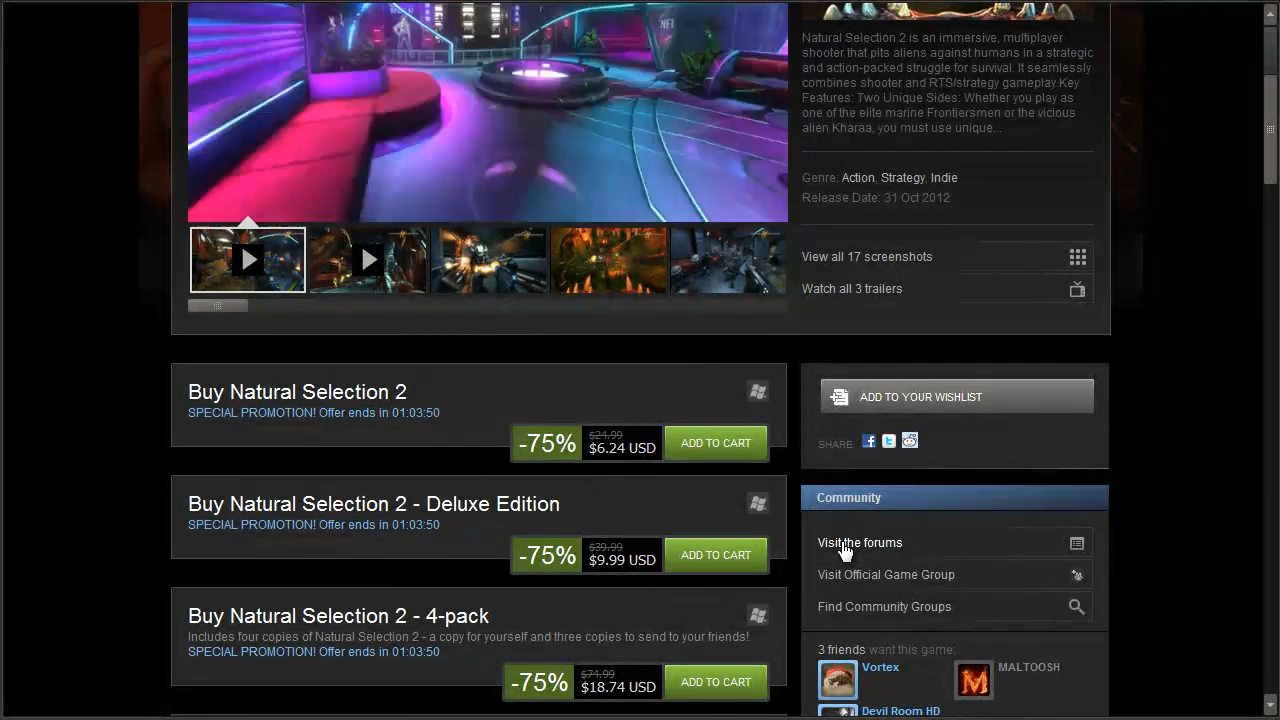 NET
Natural Selection 2 is an immersive, multiplayer
shooter that pits aliens against humans in a strategic
and action-packed struggle for survival. It seamlessly
combines shooter and RTS/strategy gameplay.Key
Features: Two Unique Sides: Whether you play as
one of the elite marine Frontiersmen or the vicious
alien Kharaa, you must use unique...
Genre: Action, Strategy, Indie
Release Date: 31 Oct 2012
View all 17 screenshots
Watch all 3 trailers
Buy Natural Selection 2
SPECIAL PROMOTION! Offer ends in 01:03:50
-75%
$24.99
$6.24 USD
ADD TO CART
Buy Natural Selection 2 - Deluxe Edition
SPECIAL PROMOTION! Offer ends in 01:03:50
-75%
$39.99
$9.99 USD
ADD TO CART
Buy Natural Selection 2 - 4-pack
Includes four copies of Natural Selection 2 - a copy for yourself and three copies to send to your friends!
SPECIAL PROMOTION! Offer ends in 01:03:50
-75%
$74.99
$18.74 USD
ADD TO CART
ADD TO YOUR WISHLIST
SHARE
Community
Visit the forums
Visit Official Game Group
Find Community Groups
3 friends want this game:
Vortex
MALTOOSH
Devil Room HD